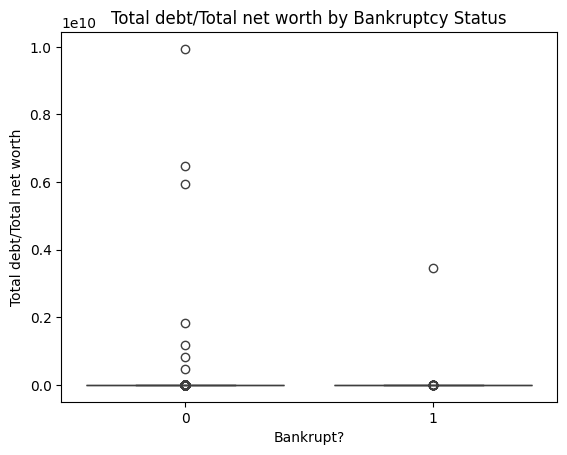 Total debt/Total net worth by Bankruptcy Status
1e10
1.0
0.8
0.6
0.4
0.2
0.0
Total debt/Total net worth
0 1
Bankrupt?